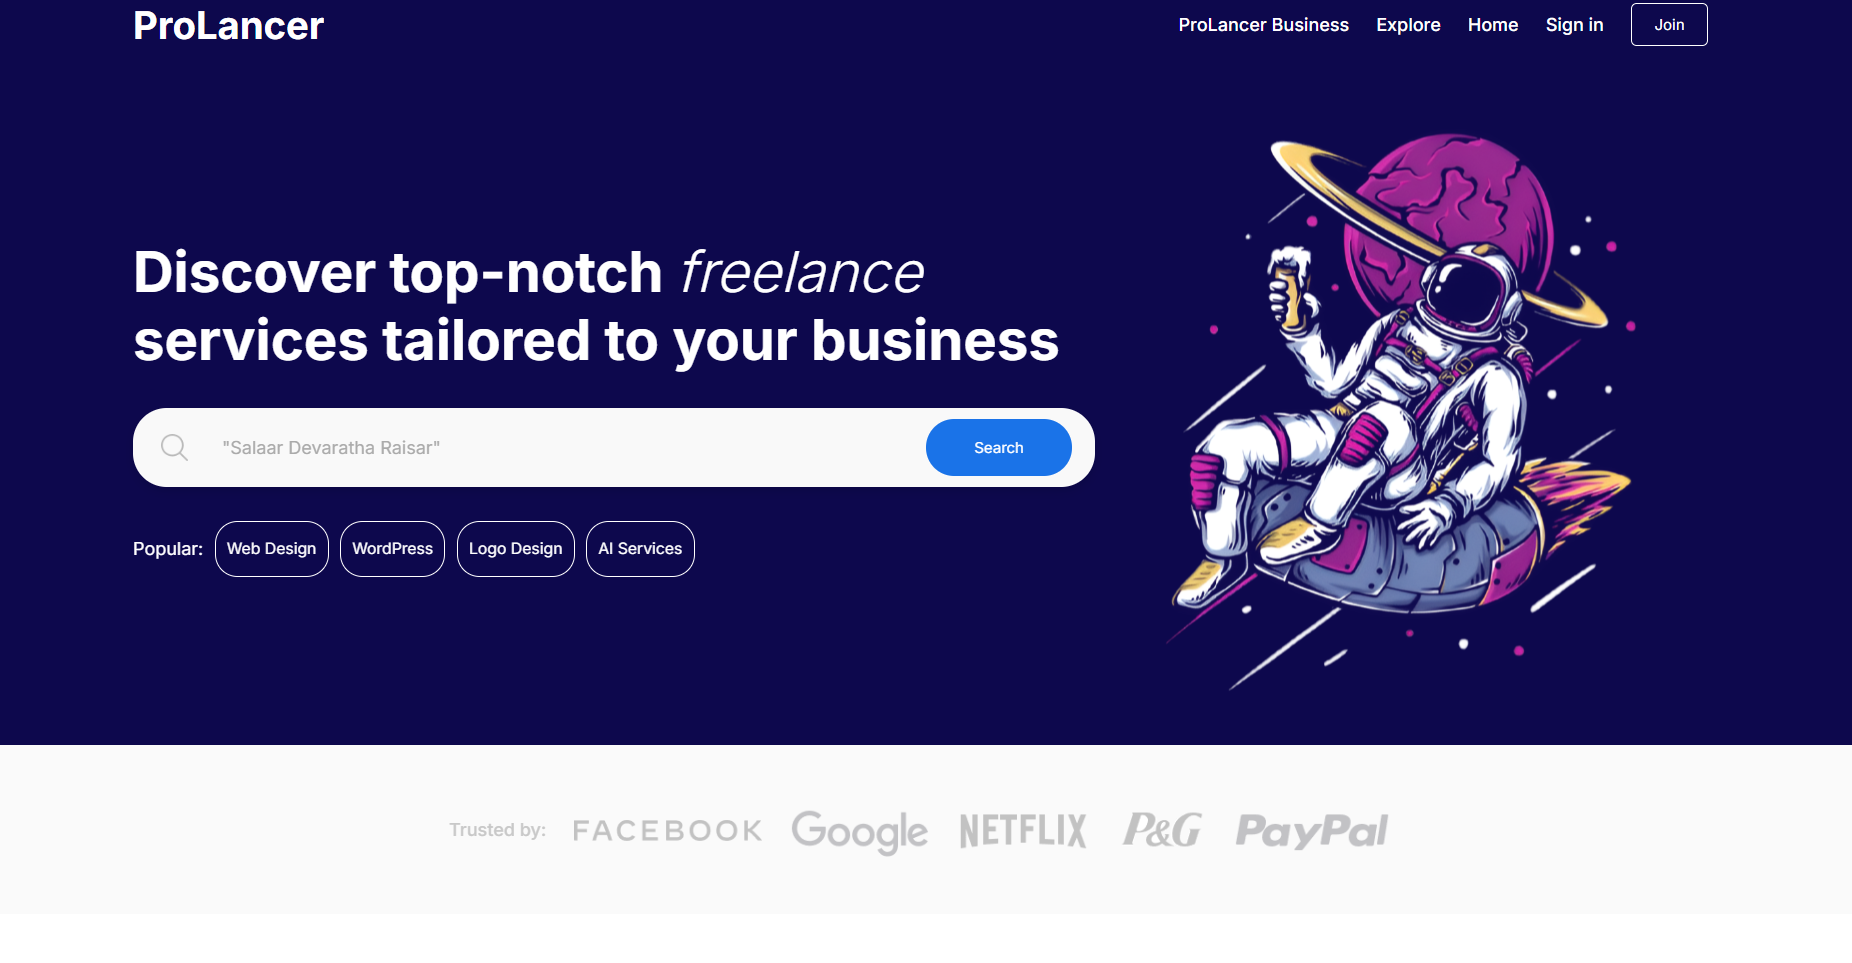 ProLancer
ProLancer Business Explore Home Sign in Join
Discover top-notch freelance
services tailored to your business
"Salaar Devaratha Raisar" Search
Popular: Web Design WordPress Logo Design AI Services
Trusted by: FACEBOOK Google NETFLIX P&G PayPal